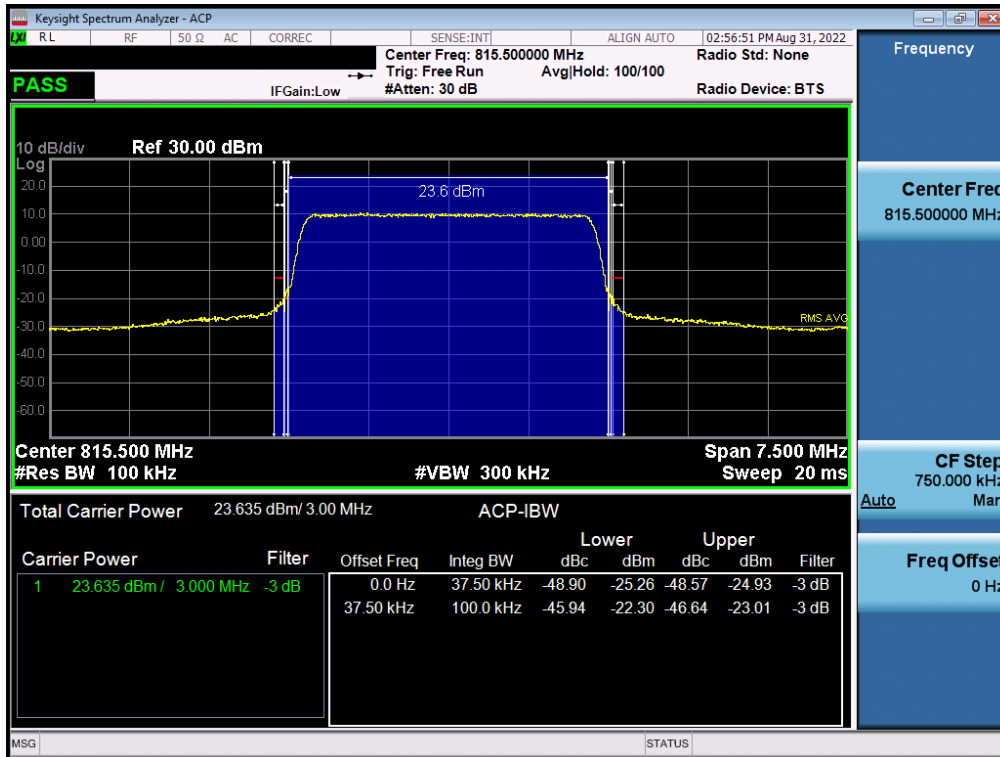 Keysight Spectrum Analyzer - ACP
LXI RL RF 50 Ω AC CORREC SENSE:INT ALIGN AUTO 02:56:51 PM Aug 31, 2022
Center Freq: 815.500000 MHz Radio Std: None
Trig: Free Run Avg|Hold: 100/100
PASS IFGain:Low #Atten: 30 dB Radio Device: BTS
10 dB/div Ref 30.00 dBm
Log
20.0
23.6 dBm
10.0
0.00
-10.0
-20.0
-30.0 RMS AVG
-40.0
-50.0
-60.0
Center 815.500 MHz Span 7.500 MHz
#Res BW 100 kHz #VBW 300 kHz Sweep 20 ms
Total Carrier Power 23.635 dBm/ 3.00 MHz ACP-IBW
Lower Upper
Carrier Power Filter Offset Freq Integ BW dBc dBm dBc dBm Filter
1 23.635 dBm / 3.000 MHz -3 dB 0.0 Hz 37.50 kHz -48.90 -25.26 -48.57 -24.93 -3 dB
37.50 kHz 100.0 kHz -45.94 -22.30 -46.64 -23.01 -3 dB
MSG STATUS
Frequency
Center Freq
815.500000 MHz
CF Step
750.000 kHz
Auto Man
Freq Offset
0 Hz